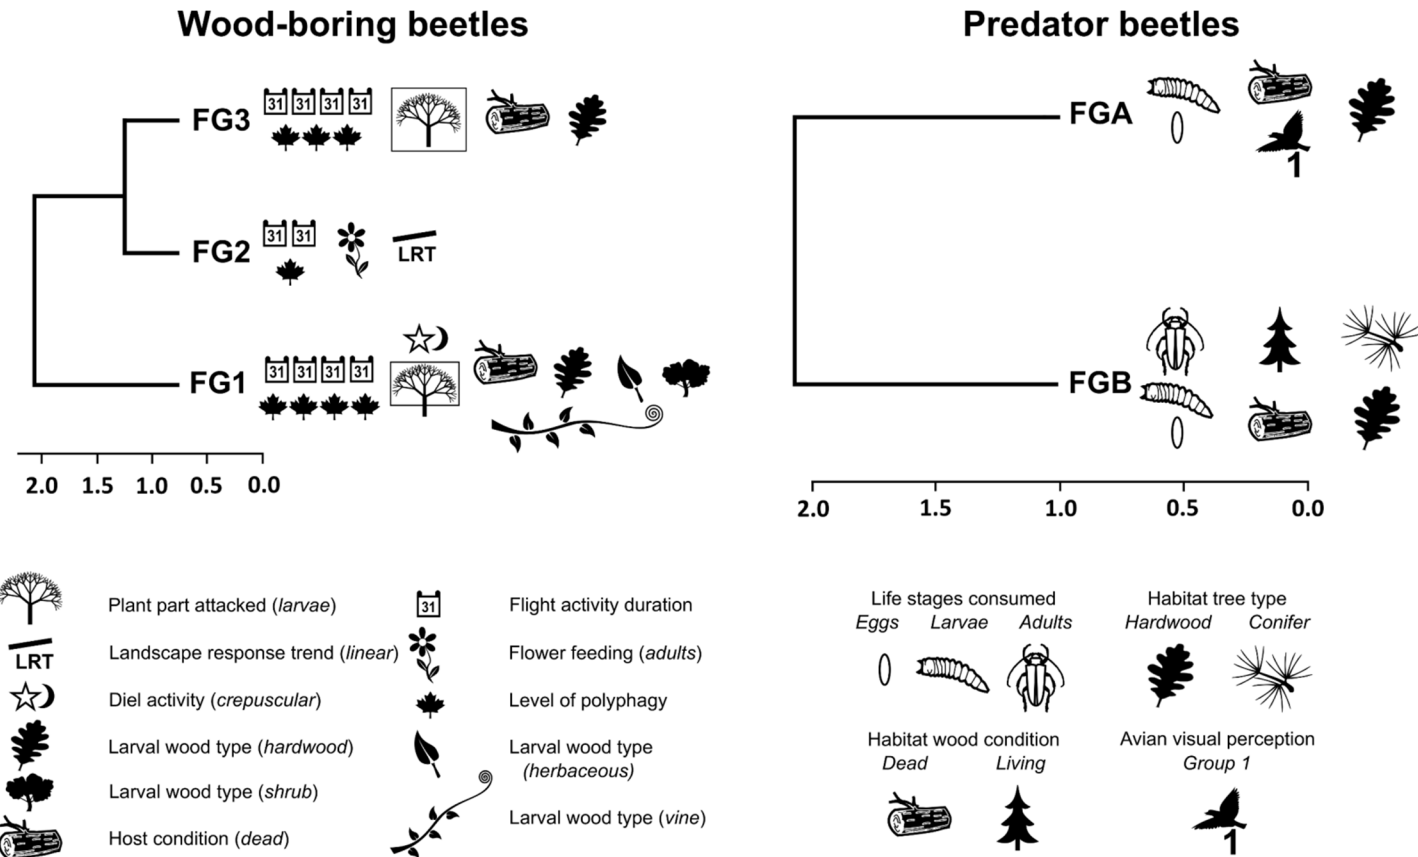 Wood-boring beetles
Predator beetles
FG3
31 31 31 31
FG2
31 31
LRT
FG1
31 31 31 31
2.0 1.5 1.0 0.5 0.0
FGA
1
FGB
2.0 1.5 1.0 0.5 0.0
Plant part attacked (larvae)
LRT
Landscape response trend (linear)
Diel activity (crepuscular)
Larval wood type (hardwood)
Larval wood type (shrub)
Host condition (dead)
31
Flight activity duration
Flower feeding (adults)
Level of polyphagy
Larval wood type
(herbaceous)
Larval wood type (vine)
Life stages consumed
Eggs Larvae Adults
Habitat tree type
Hardwood Conifer
Habitat wood condition
Dead Living
Avian visual perception
Group 1
1